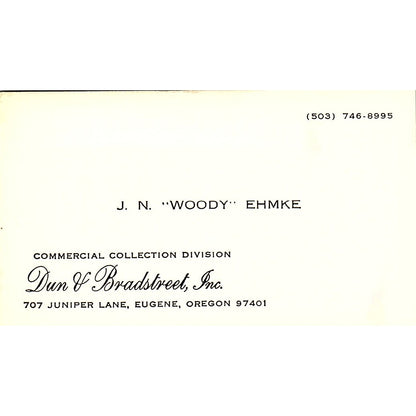 (503) 746-8995
J. N. "WOODY" EHMKE
COMMERCIAL COLLECTION DIVISION
Dun & Bradstreet, Inc.
707 JUNIPER LANE, EUGENE, OREGON 97401